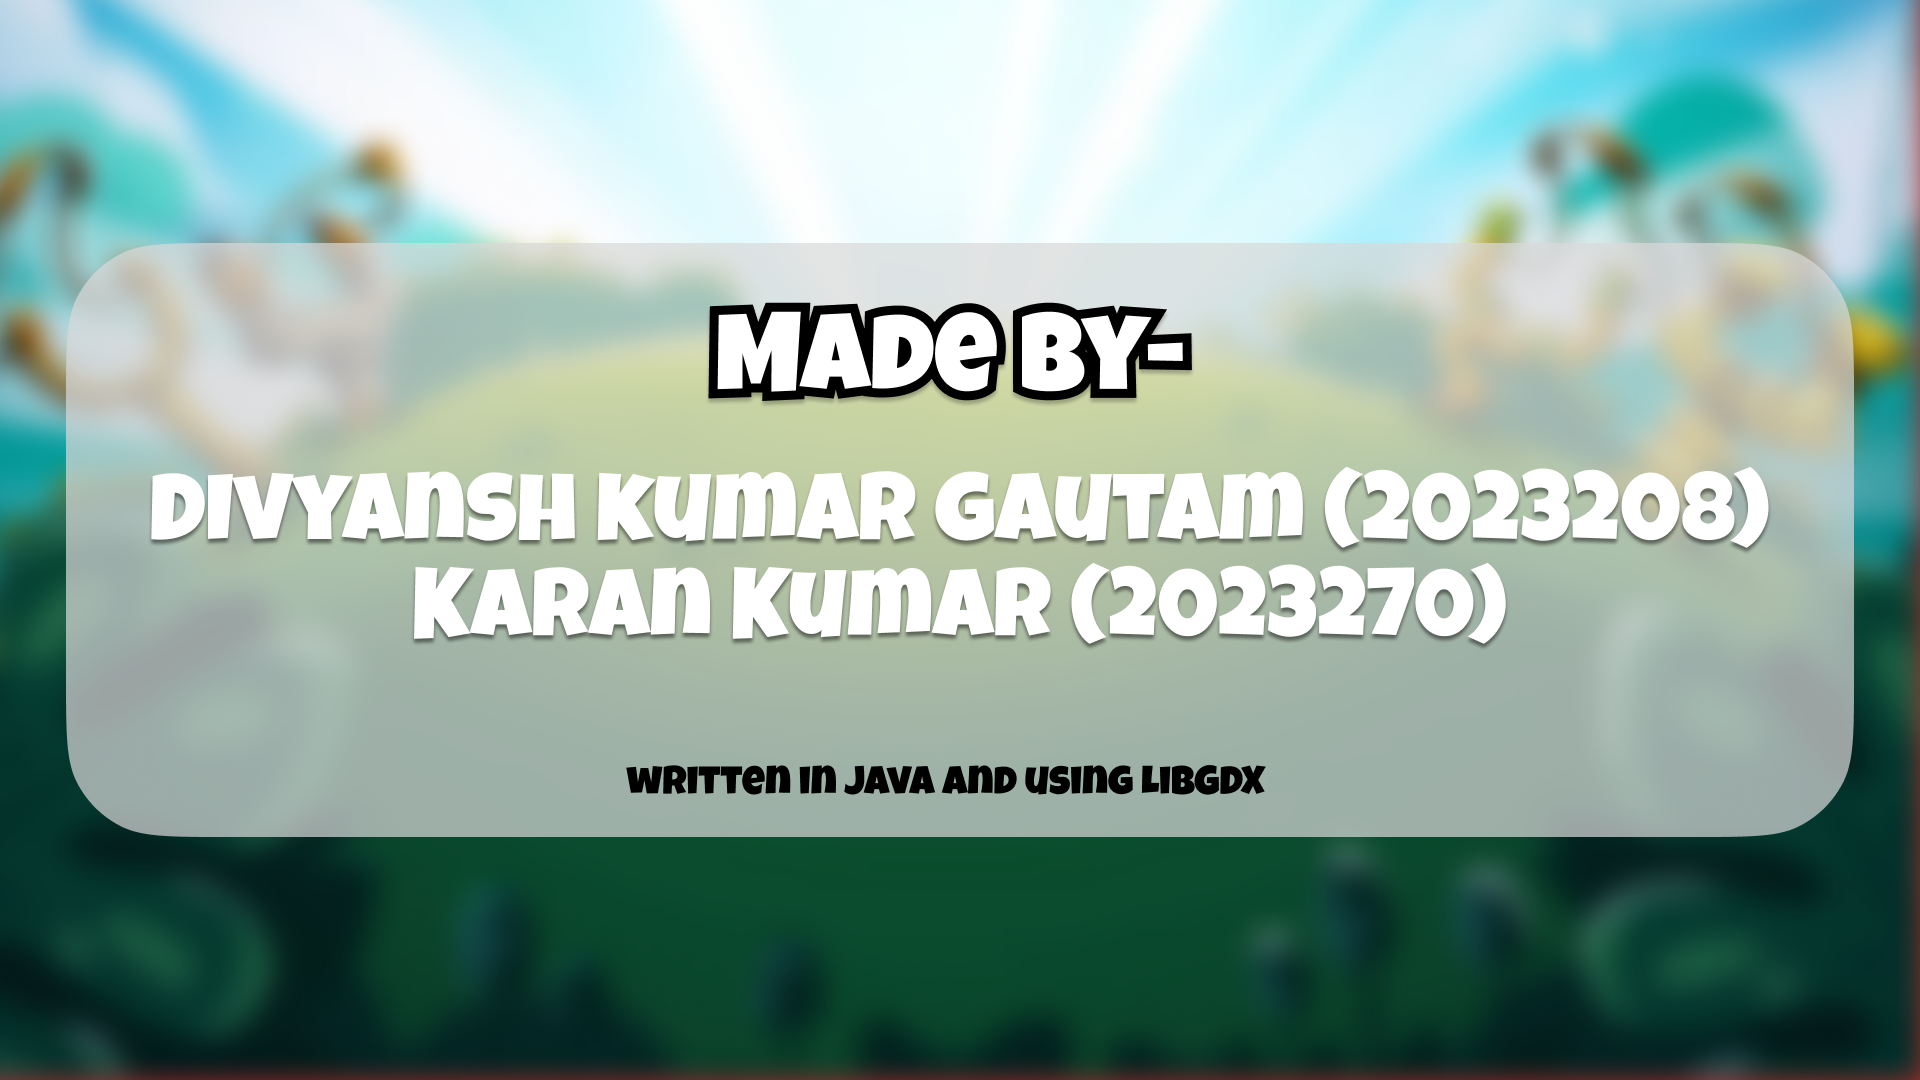 MADE BY-
DIVYANSH KUMAR GAUTAM (2023208)
KARAN KUMAR (2023270)
WRITTEN IN JAVA AND USING LIBGDX